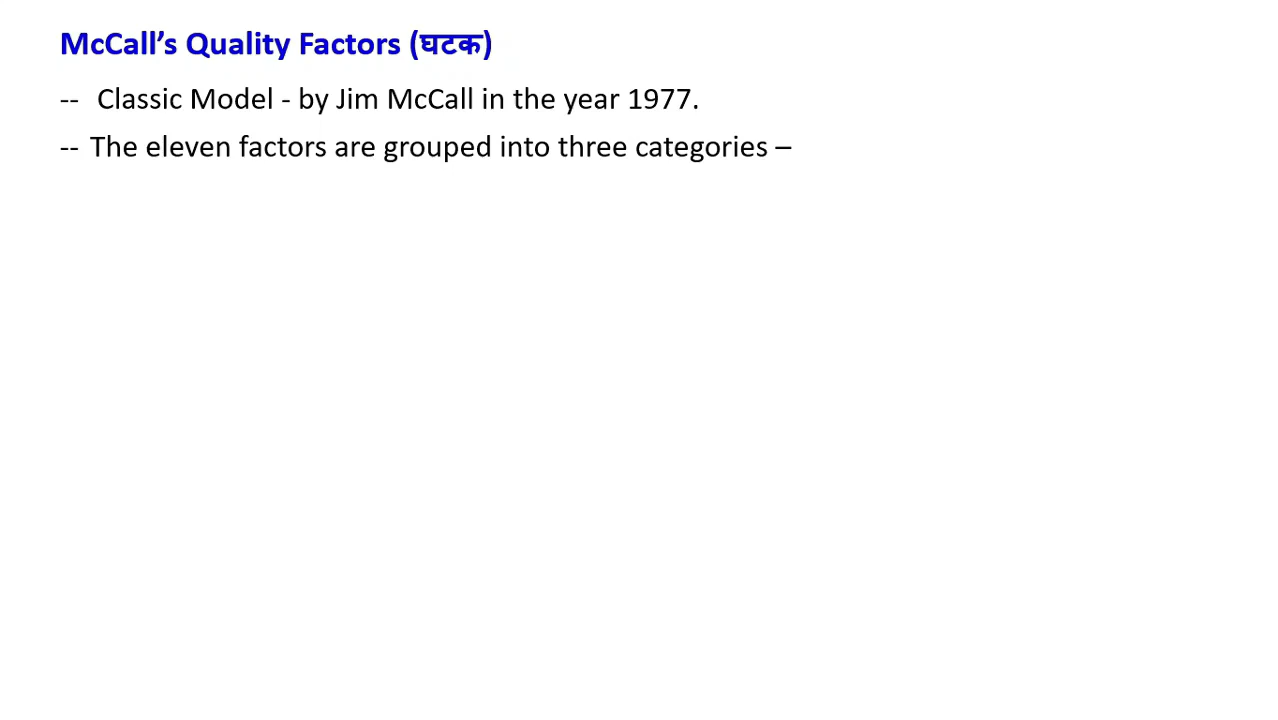 McCall’s Quality Factors (घटक)
-- Classic Model - by Jim McCall in the year 1977.
-- The eleven factors are grouped into three categories –